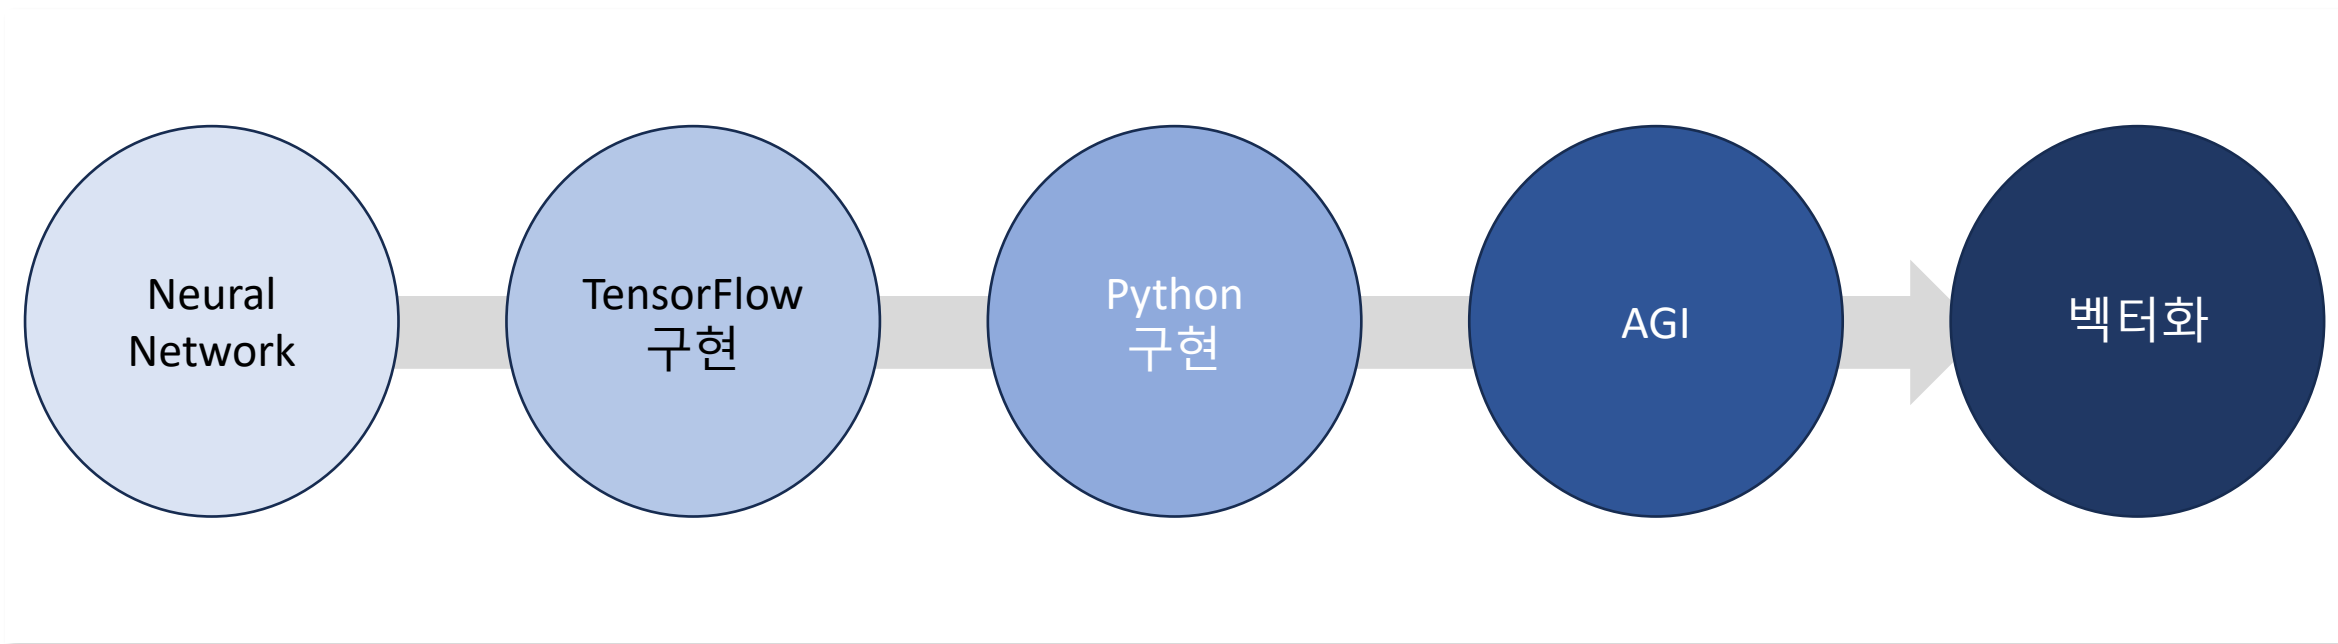 Neural
Network
TensorFlow
구현
Python
구현
AGI
벡터화